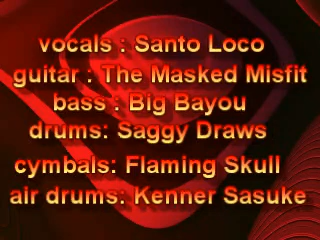 vocals : Santo Loco
guitar : The Masked Misfit
bass : Big Bayou
drums: Saggy Draws
cymbals: Flaming Skull
air drums: Kenner Sasuke